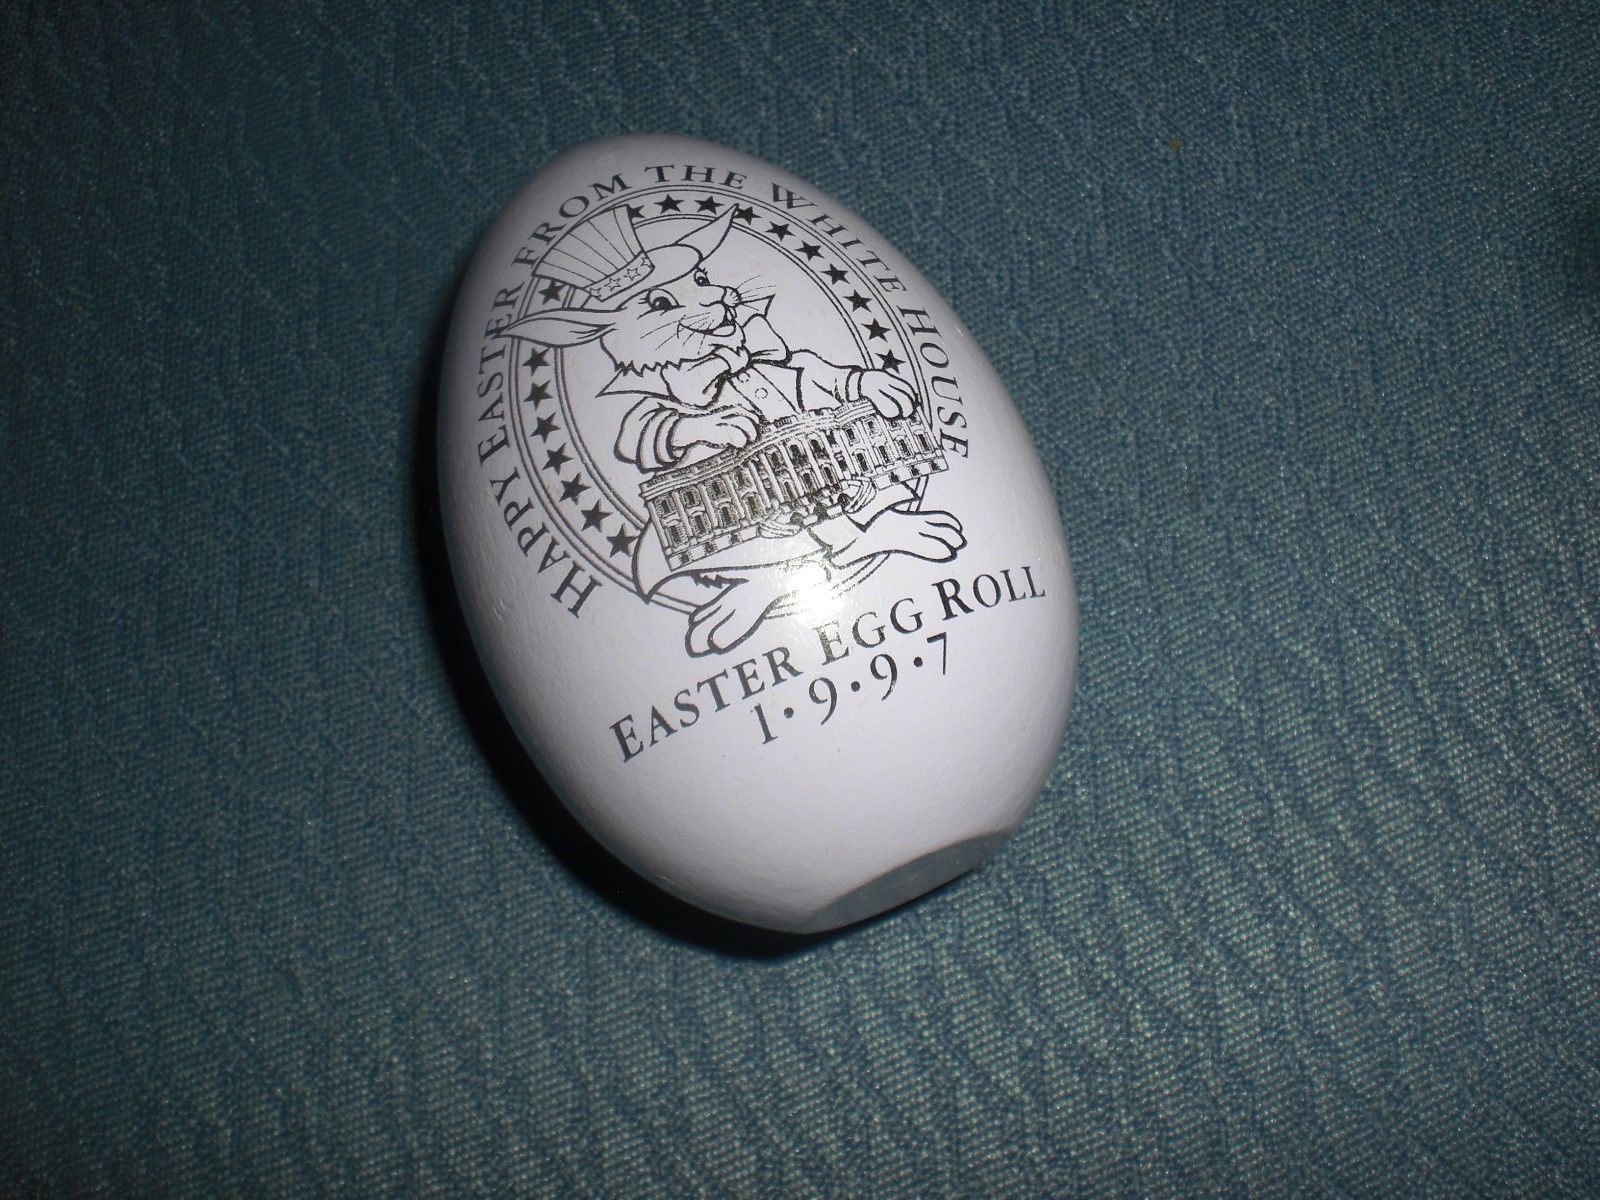 HAPPY EASTER FROM THE WHITE HOUSE
EASTER EGG ROLL
1•9•9•7